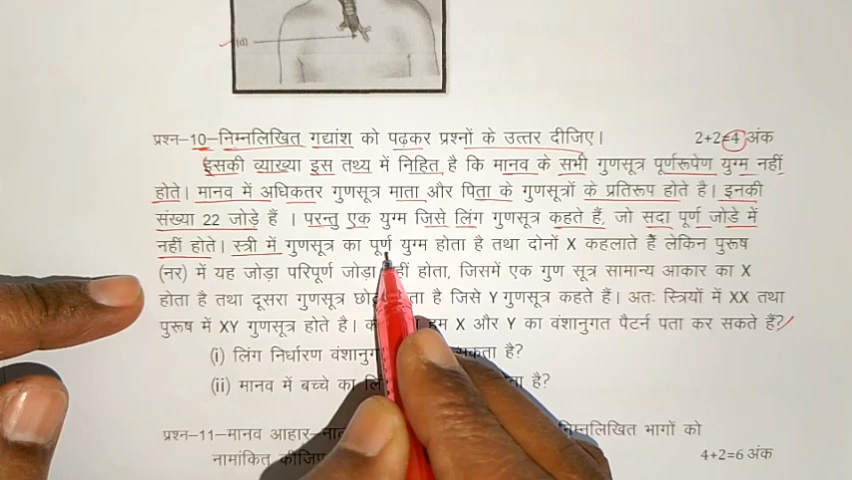 (d)
प्रश्न–10–निम्नलिखित गद्यांश को पढ़कर प्रश्नों के उत्तर दीजिए। 2+2=4 अंक
इसकी व्याख्या इस तथ्य में निहित है कि मानव के सभी गुणसूत्र पूर्णरूपेण युग्म नहीं
होते। मानव में अधिकतर गुणसूत्र माता और पिता के गुणसूत्रों के प्रतिरूप होते है। इनकी
संख्या 22 जोड़े हैं । परन्तु एक युग्म जिसे लिंग गुणसूत्र कहते हैं, जो सदा पूर्ण जोडे में
नहीं होते। स्त्री में गुणसूत्र का पूर्ण युग्म होता है तथा दोनों X कहलाते हैं लेकिन पुरूष
(नर) में यह जोड़ा परिपूर्ण जोड़ा नहीं होता, जिसमें एक गुण सूत्र सामान्य आकार का X
होता है तथा दूसरा गुणसूत्र है जिसे Y गुणसूत्र कहते हैं। अतः स्त्रियों में XX तथा
पुरूष में XY गुणसूत्र होते है। हम X और Y का वंशानुगत पैटर्न पता कर सकते हैं?
(i) लिंग निर्धारण सकता है?
(ii) मानव में बच्चे का है?
प्रश्न–11–मानव आहार निम्नलिखित भागों को
नामांकित 4+2=6 अंक